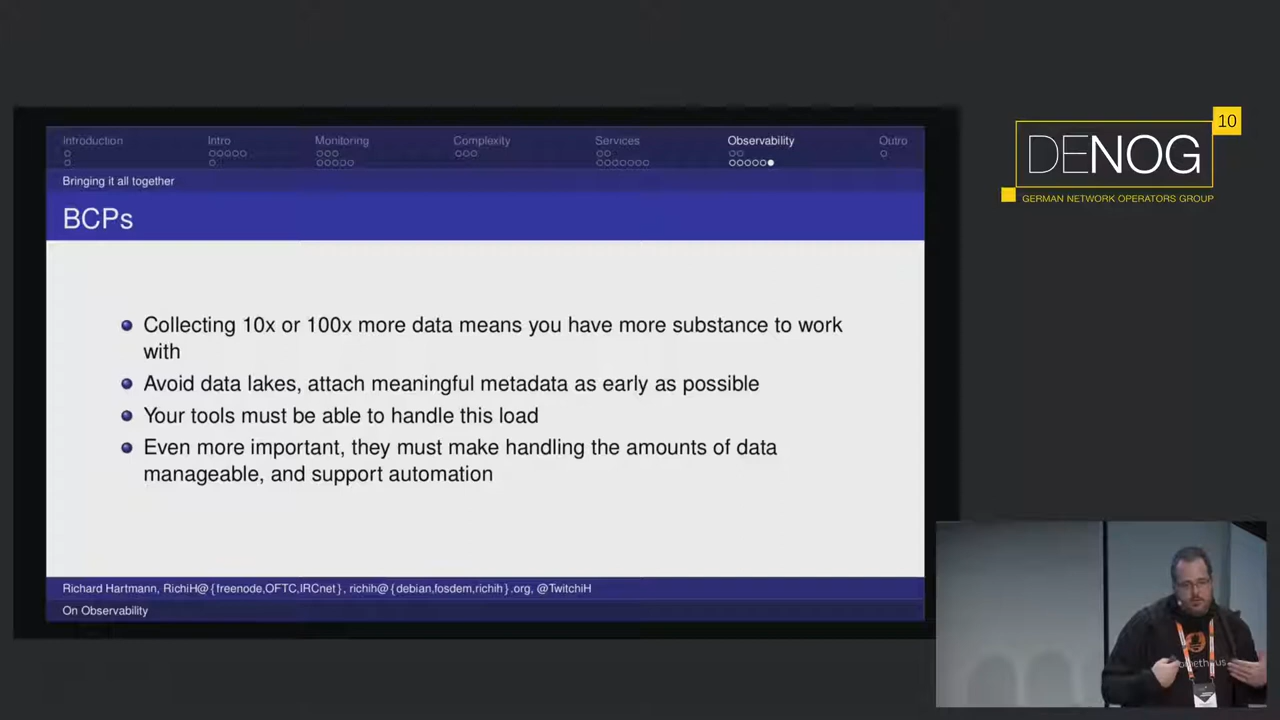 Introduction
Intro
Monitoring
Complexity
Services
Observability
Outro
Bringing it all together
BCPs
Collecting 10x or 100x more data means you have more substance to work
with
Avoid data lakes, attach meaningful metadata as early as possible
Your tools must be able to handle this load
Even more important, they must make handling the amounts of data
manageable, and support automation
Richard Hartmann, RichiH@{freenode,OFTC,IRCnet}, richih@{debian,fosdem,richih}.org, @TwitchiH
On Observability
10
DENOG
GERMAN NETWORK OPERATORS GROUP